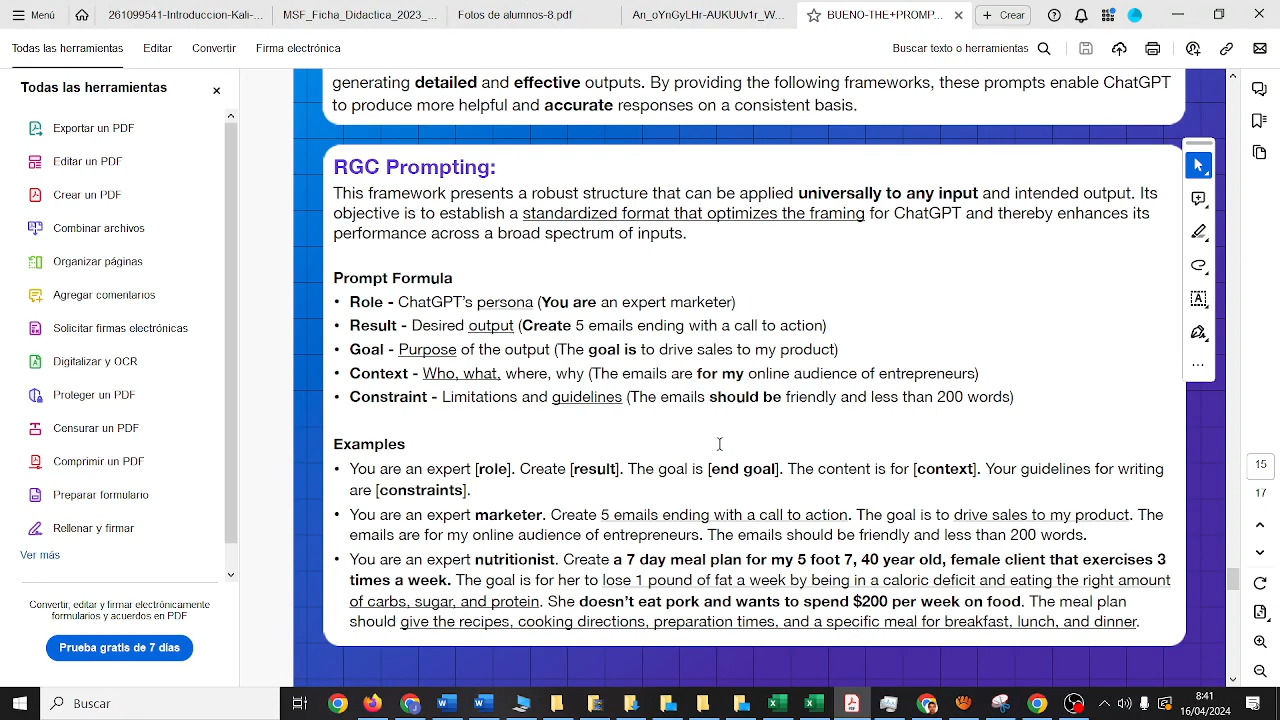 Menú
261099541-Introduccion-Kali-...
MSF_Ficha_Didactica_2023_...
Fotos de alumnos-8.pdf
An_oYnGyLHr-AUKUUv1r_W...
BUENO-THE+PROMP...
Crear
Todas las herramientas
Editar
Convertir
Firma electrónica
Buscar texto o herramientas
Todas las herramientas
Exportar un PDF
Editar un PDF
Crear un PDF
Combinar archivos
Organizar páginas
Agregar comentarios
Solicitar firmas electrónicas
Digitalizar y OCR
Proteger un PDF
Censurar un PDF
Comprimir un PDF
Preparar formulario
Rellenar y firmar
Ver más
Convertir, editar y firmar electrónicamente
formularios y acuerdos en PDF
Prueba gratis de 7 días
generating detailed and effective outputs. By providing the following frameworks, these prompts enable ChatGPT
to produce more helpful and accurate responses on a consistent basis.
RGC Prompting:
This framework presents a robust structure that can be applied universally to any input and intended output. Its
objective is to establish a standardized format that optimizes the framing for ChatGPT and thereby enhances its
performance across a broad spectrum of inputs.
Prompt Formula
• Role - ChatGPT's persona (You are an expert marketer)
• Result - Desired output (Create 5 emails ending with a call to action)
• Goal - Purpose of the output (The goal is to drive sales to my product)
• Context - Who, what, where, why (The emails are for my online audience of entrepreneurs)
• Constraint - Limitations and guidelines (The emails should be friendly and less than 200 words)
Examples
• You are an expert [role]. Create [result]. The goal is [end goal]. The content is for [context]. Your guidelines for writing
are [constraints].
• You are an expert marketer. Create 5 emails ending with a call to action. The goal is to drive sales to my product. The
emails are for my online audience of entrepreneurs. The emails should be friendly and less than 200 words.
• You are an expert nutritionist. Create a 7 day meal plan for my 5 foot 7, 40 year old, female client that exercises 3
times a week. The goal is for her to lose 1 pound of fat a week by being in a caloric deficit and eating the right amount
of carbs, sugar, and protein. She doesn't eat pork and wants to spend $200 per week on food. The meal plan
should give the recipes, cooking directions, preparation times, and a specific meal for breakfast, lunch, and dinner.
15
17
Buscar
8:41
16/04/2024